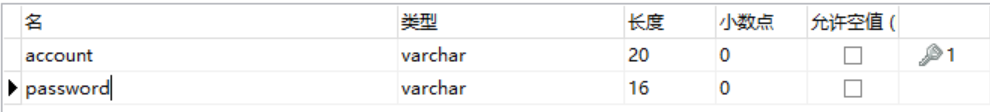 名 类型 长度 小数点 允许空值 (
account varchar 20 0 1
password varchar 16 0